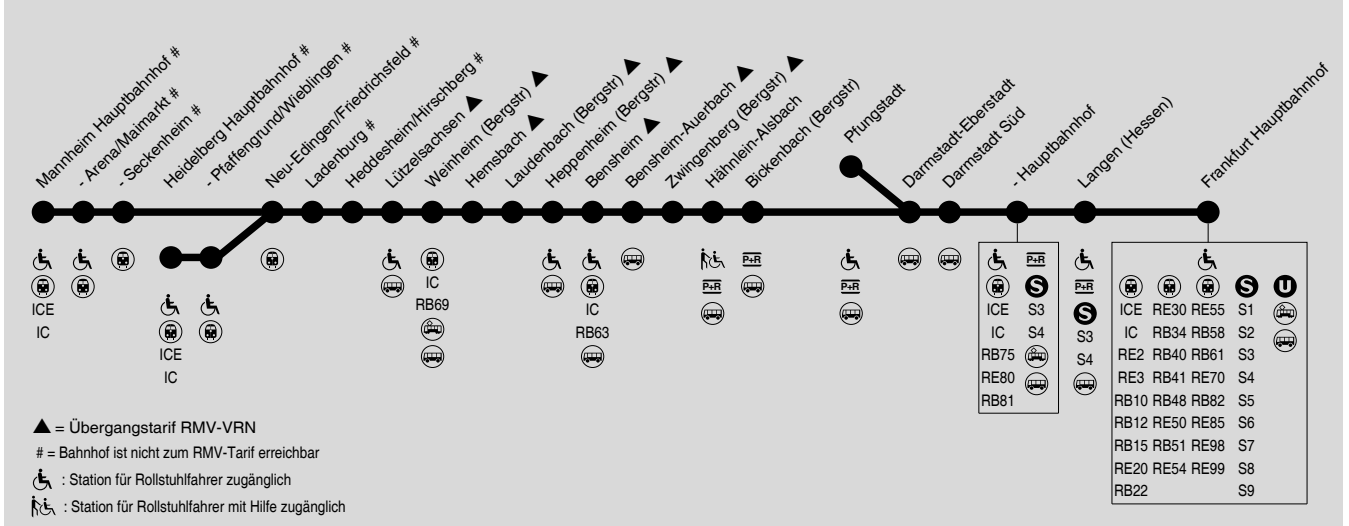 Mannheim Hauptbahnhof #
- Arena/Maimarkt #
- Seckenheim #
Heidelberg Hauptbahnhof #
- Pfaffengrund/Wieblingen #
Neu-Edingen/Friedrichsfeld #
Ladenburg #
Heddesheim/Hirschberg #
Lützelsachsen ▲
Weinheim (Bergstr) ▲
Hemsbach ▲
Laudenbach (Bergstr) ▲
Heppenheim (Bergstr) ▲
Bensheim ▲
Bensheim-Auerbach ▲
Zwingenberg (Bergstr) ▲
Hähnlein-Alsbach
Bickenbach (Bergstr)
Pfungstadt
Darmstadt-Eberstadt
Darmstadt Süd
- Hauptbahnhof
Langen (Hessen)
Frankfurt Hauptbahnhof
ICE
IC
ICE
IC
IC
RB69
IC
RB63
P+R
P+R
P+R
P+R
S
ICE S3
IC S4
RB75
RE80
RB81
P+R
S
S3
S4
S U
ICE RE30 RE55 S1
IC RB34 RB58 S2
RE2 RB40 RB61 S3
RE3 RB41 RE70 S4
RB10 RB48 RB82 S5
RB12 RE50 RE85 S6
RB15 RB51 RE98 S7
RE20 RE54 RE99 S8
RB22 S9
▲ = Übergangstarif RMV-VRN
# = Bahnhof ist nicht zum RMV-Tarif erreichbar
: Station für Rollstuhlfahrer zugänglich
: Station für Rollstuhlfahrer mit Hilfe zugänglich